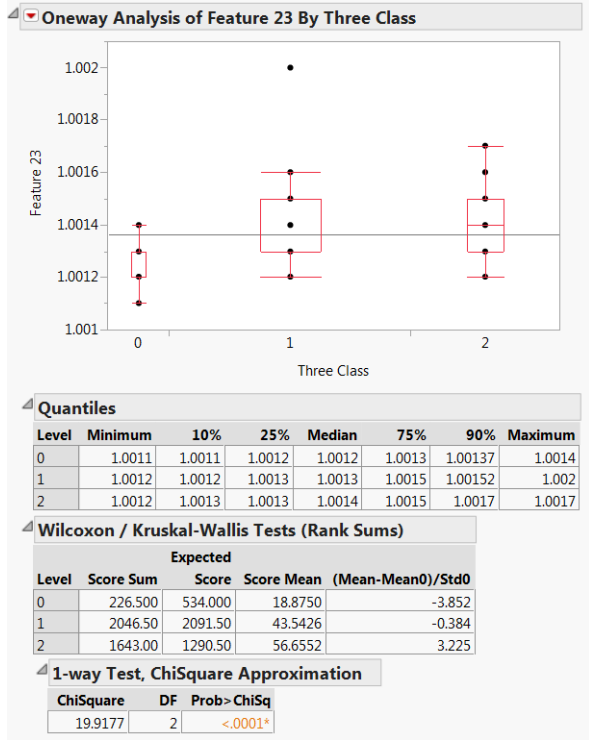 Oneway Analysis of Feature 23 By Three Class
1.002
1.0018
1.0016
1.0014
1.0012
1.001
Feature 23
0 1 2
Three Class
Quantiles
Level Minimum 10% 25% Median 75% 90% Maximum
0 1.0011 1.0011 1.0012 1.0012 1.0013 1.00137 1.0014
1 1.0012 1.0012 1.0013 1.0013 1.0015 1.00152 1.002
2 1.0012 1.0013 1.0013 1.0014 1.0015 1.0017 1.0017
Wilcoxon / Kruskal-Wallis Tests (Rank Sums)
Expected
Level Score Sum Score Score Mean (Mean-Mean0)/Std0
0 226.500 534.000 18.8750 -3.852
1 2046.50 2091.50 43.5426 -0.384
2 1643.00 1290.50 56.6552 3.225
1-way Test, ChiSquare Approximation
ChiSquare DF Prob>ChiSq
19.9177 2 <.0001*